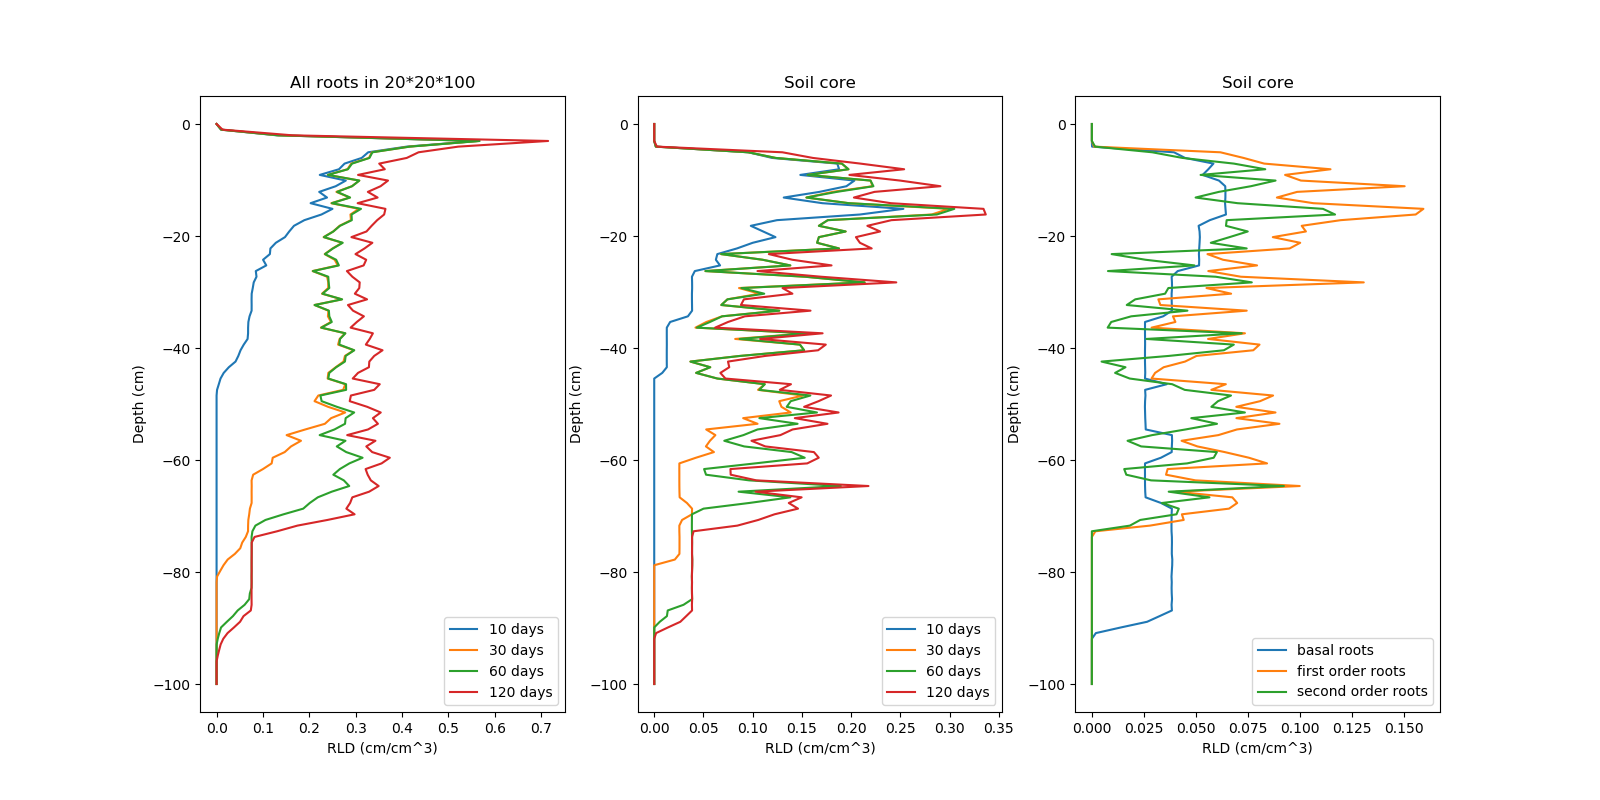 All roots in 20*20*100
Depth (cm)
0
−20
−40
−60
−80
−100
0.0 0.1 0.2 0.3 0.4 0.5 0.6 0.7
RLD (cm/cm^3)
10 days
30 days
60 days
120 days
Soil core
Depth (cm)
0
−20
−40
−60
−80
−100
0.00 0.05 0.10 0.15 0.20 0.25 0.30 0.35
RLD (cm/cm^3)
10 days
30 days
60 days
120 days
Soil core
Depth (cm)
0
−20
−40
−60
−80
−100
0.000 0.025 0.050 0.075 0.100 0.125 0.150
RLD (cm/cm^3)
basal roots
first order roots
second order roots